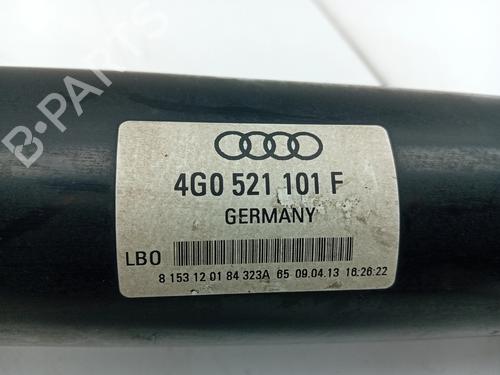 B-PARTS
4G0 521 101 F
GERMANY
LBO
8 153 12 01 84 323A 65 09.04.13 16:26:22